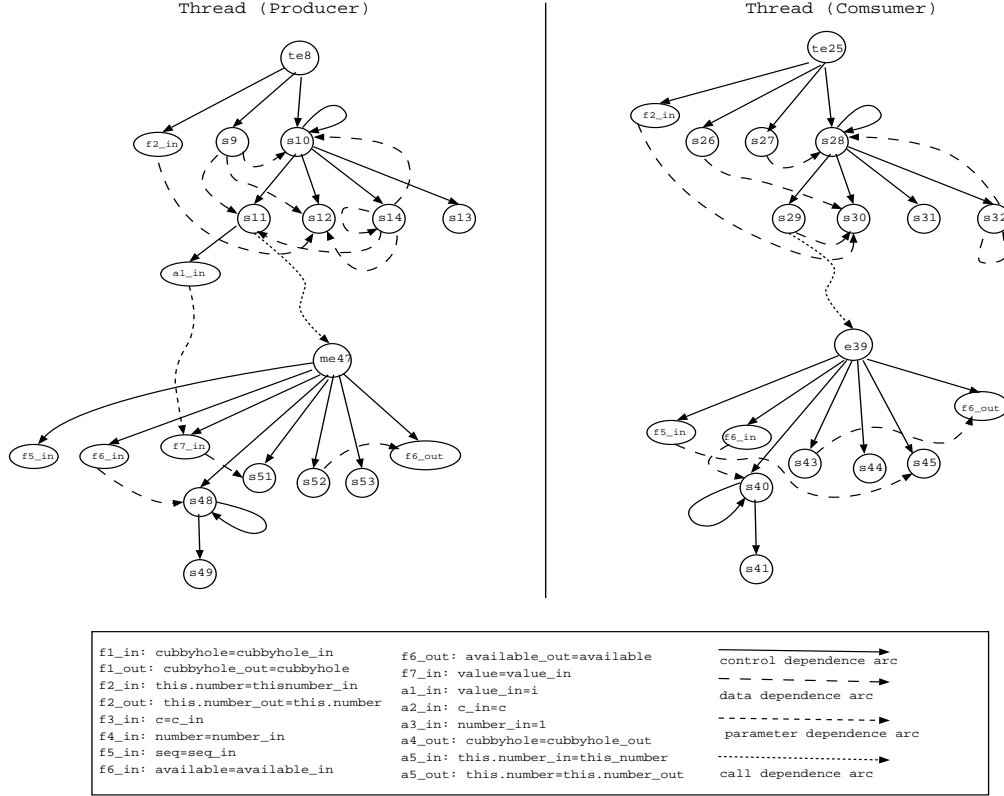 Thread (Producer) Thread (Comsumer)
te8 te25
f2_in s9 s10 f2_in s26 s27 s28
s11 s12 s14 s13 s29 s30 s31 s32
a1_in
me47 e39
f5_in f6_in f7_in s51 s52 s53 f6_out
f5_in f6_in s43 s44 s45 f6_out
s48 s40
s49 s41
f1_in: cubbyhole=cubbyhole_in
f1_out: cubbyhole_out=cubbyhole
f2_in: this.number=thisnumber_in
f2_out: this.number_out=this.number
f3_in: c=c_in
f4_in: number=number_in
f5_in: seq=seq_in
f6_in: available=available_in
f6_out: available_out=available
f7_in: value=value_in
a1_in: value_in=i
a2_in: c_in=c
a3_in: number_in=1
a4_out: cubbyhole=cubbyhole_out
a5_in: this.number_in=this_number
a5_out: this.number=this.number_out
control dependence arc
data dependence arc
parameter dependence arc
call dependence arc